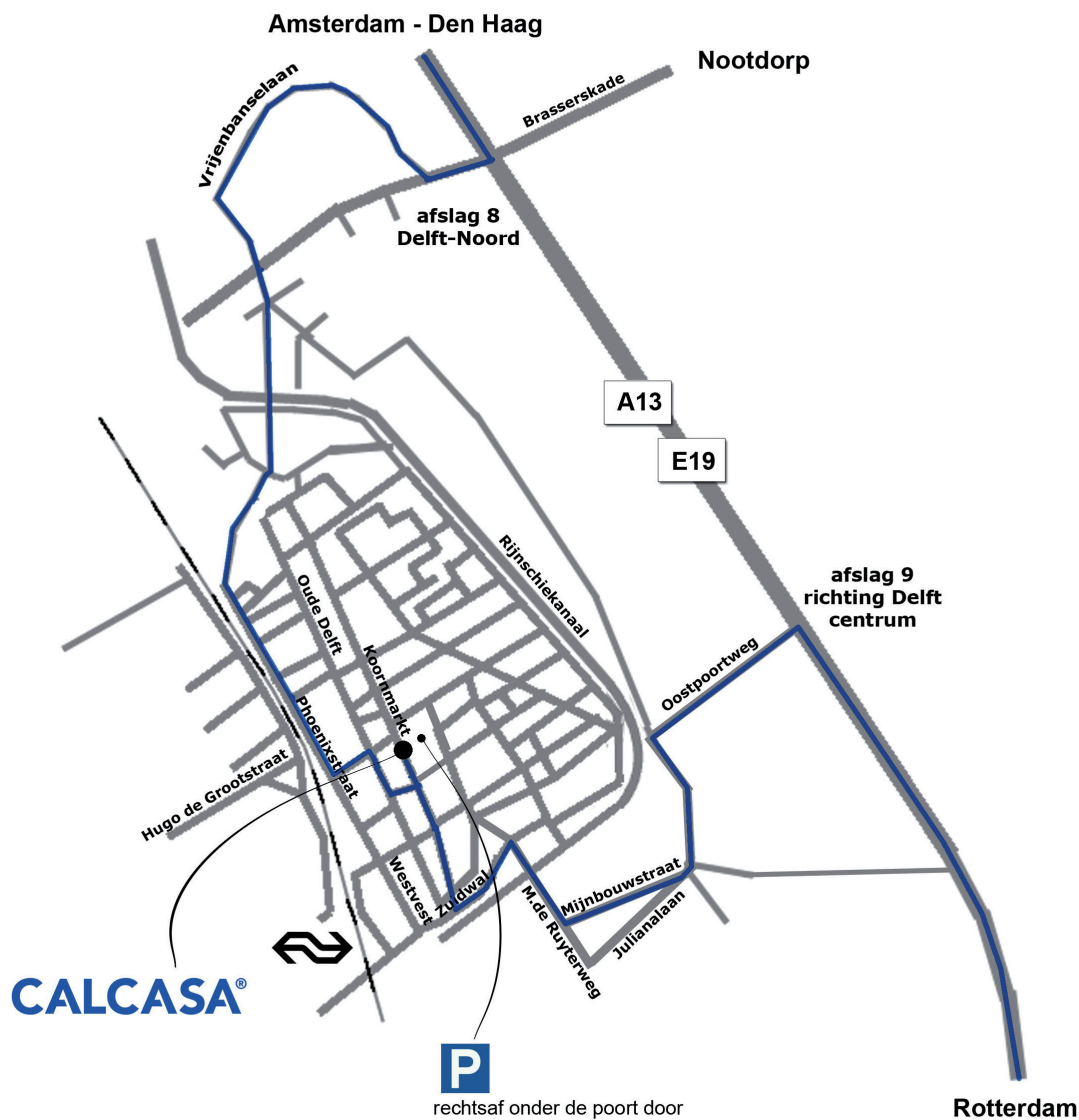 Amsterdam - Den Haag
Nootdorp
Brasserskade
Vrijenbanselaan
afslag 8
Delft-Noord
A13
E19
Rijnschiekanaal
afslag 9
richting Delft
centrum
Oude Delft
Koornmarkt
Oostpoortweg
Phoenixstraat
Hugo de Grootstraat
Westvest
Zuidwal
Mijnbouwstraat
M.de Ruyterweg
Julianalaan
CALCASA®
P
rechtsaf onder de poort door
Rotterdam